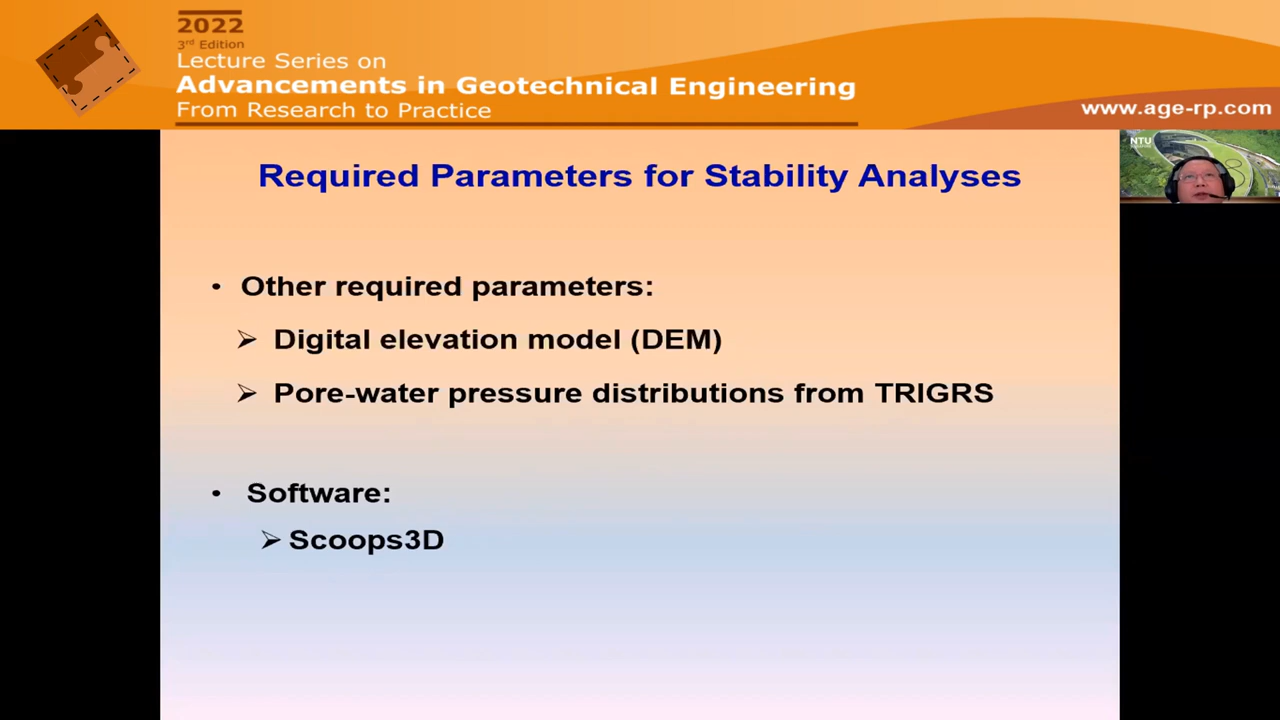 2022
3rd Edition
Lecture Series on
Advancements in Geotechnical Engineering
From Research to Practice
www.age-rp.com
NTU
Required Parameters for Stability Analyses
• Other required parameters:
➢ Digital elevation model (DEM)
➢ Pore-water pressure distributions from TRIGRS
• Software:
➢ Scoops3D